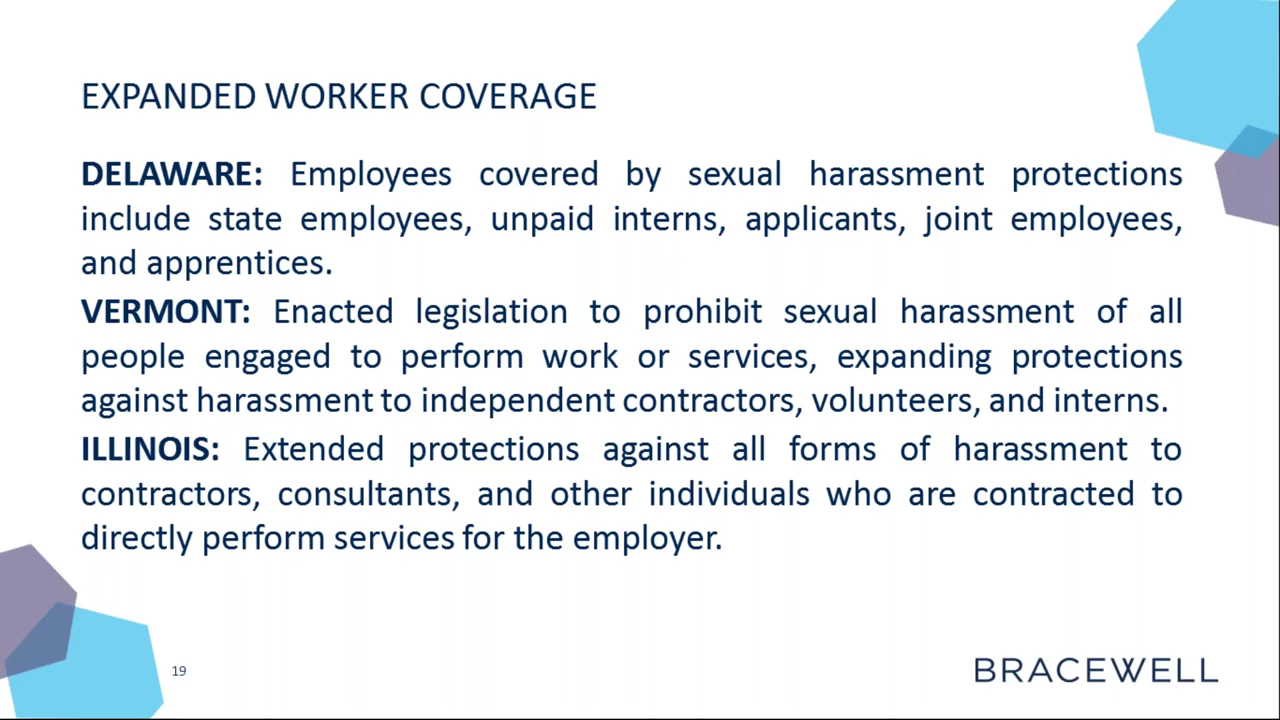 EXPANDED WORKER COVERAGE
DELAWARE: Employees covered by sexual harassment protections
include state employees, unpaid interns, applicants, joint employees,
and apprentices.
VERMONT: Enacted legislation to prohibit sexual harassment of all
people engaged to perform work or services, expanding protections
against harassment to independent contractors, volunteers, and interns.
ILLINOIS: Extended protections against all forms of harassment to
contractors, consultants, and other individuals who are contracted to
directly perform services for the employer.
19
BRACEWELL